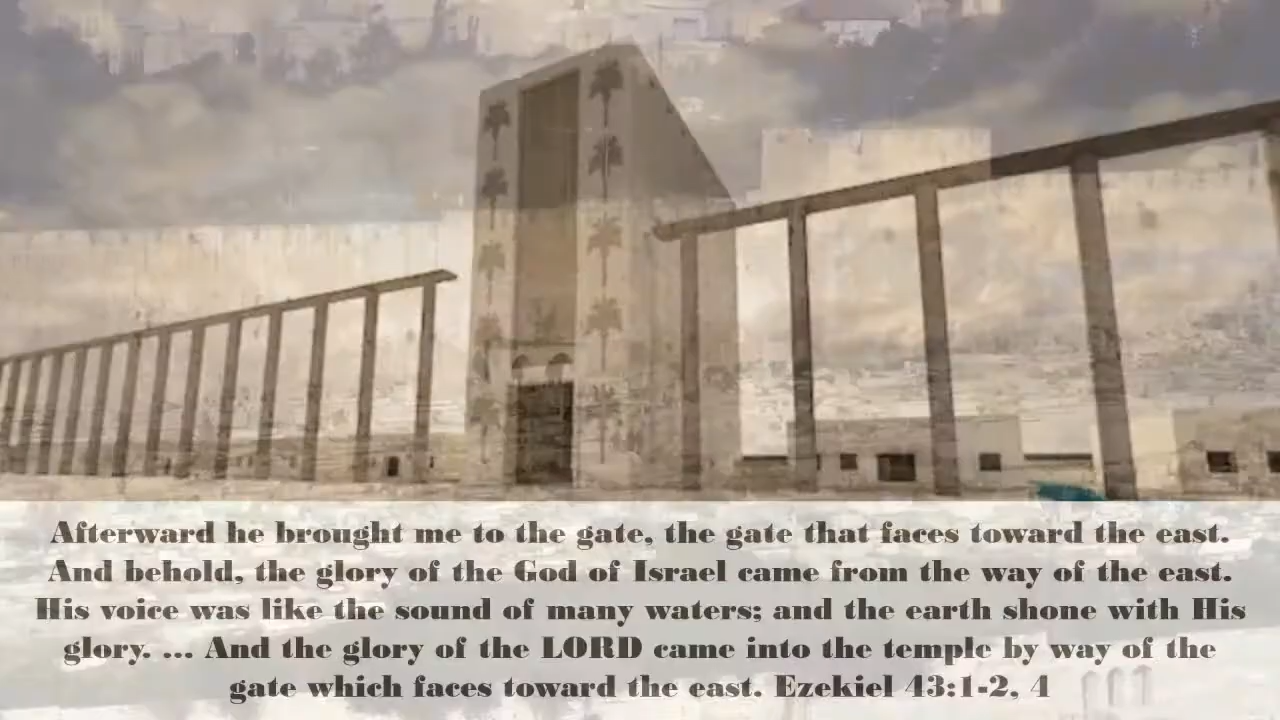 Afterward he brought me to the gate, the gate that faces toward the east.
And behold, the glory of the God of Israel came from the way of the east.
His voice was like the sound of many waters; and the earth shone with His
glory. ... And the glory of the LORD came into the temple by way of the
gate which faces toward the east. Ezekiel 43:1-2, 4